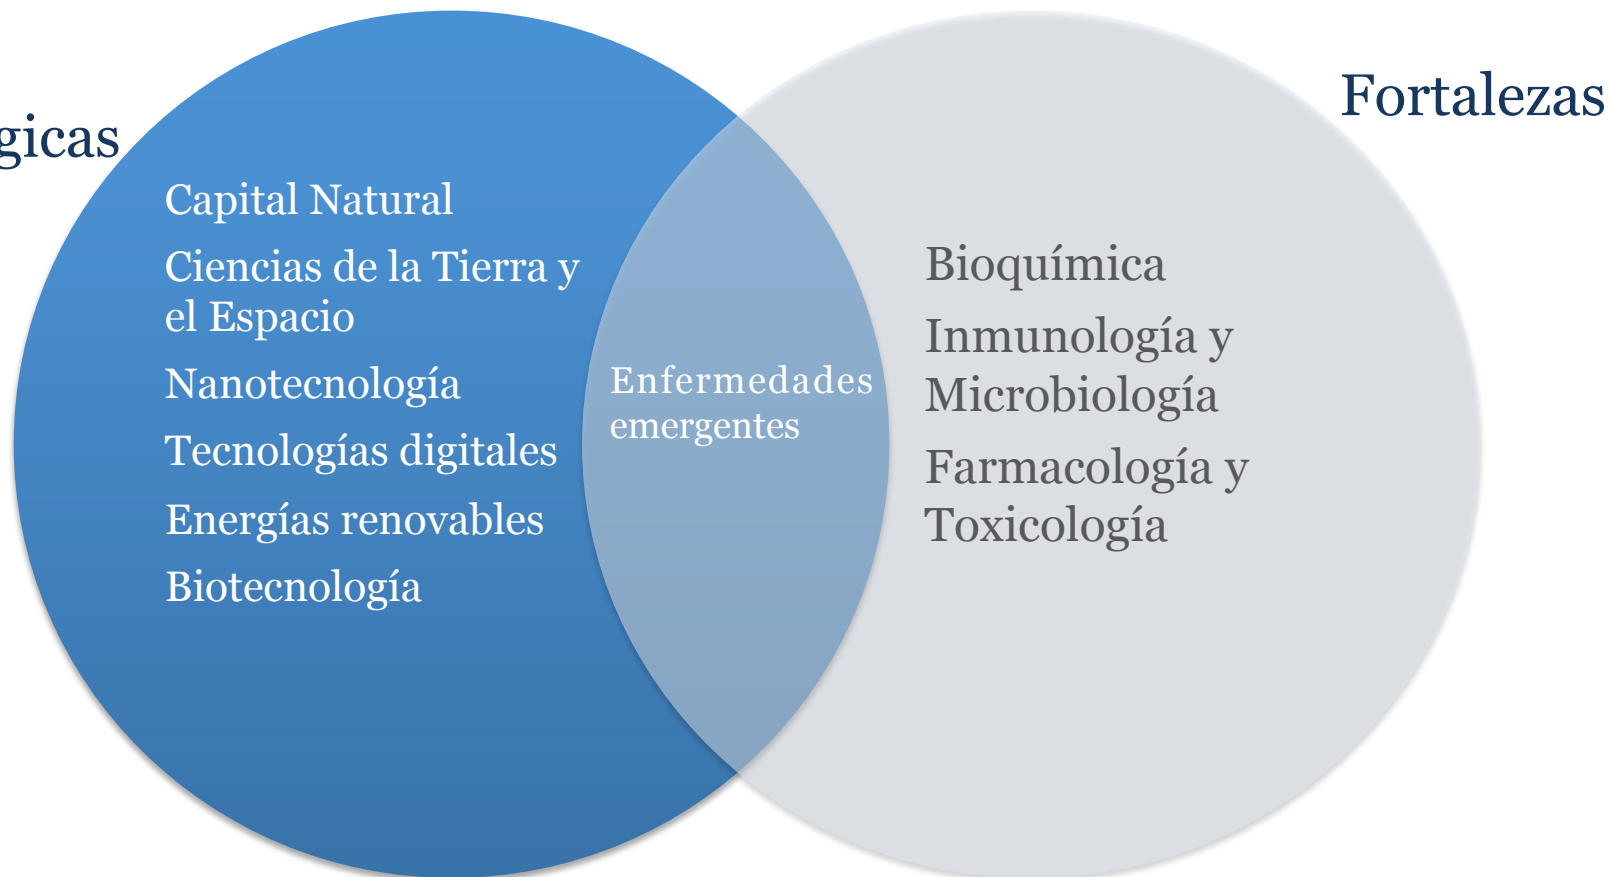 gicas
Fortalezas
Capital Natural
Ciencias de la Tierra y
el Espacio
Nanotecnología
Tecnologías digitales
Energías renovables
Biotecnología
Enfermedades
emergentes
Bioquímica
Inmunología y
Microbiología
Farmacología y
Toxicología